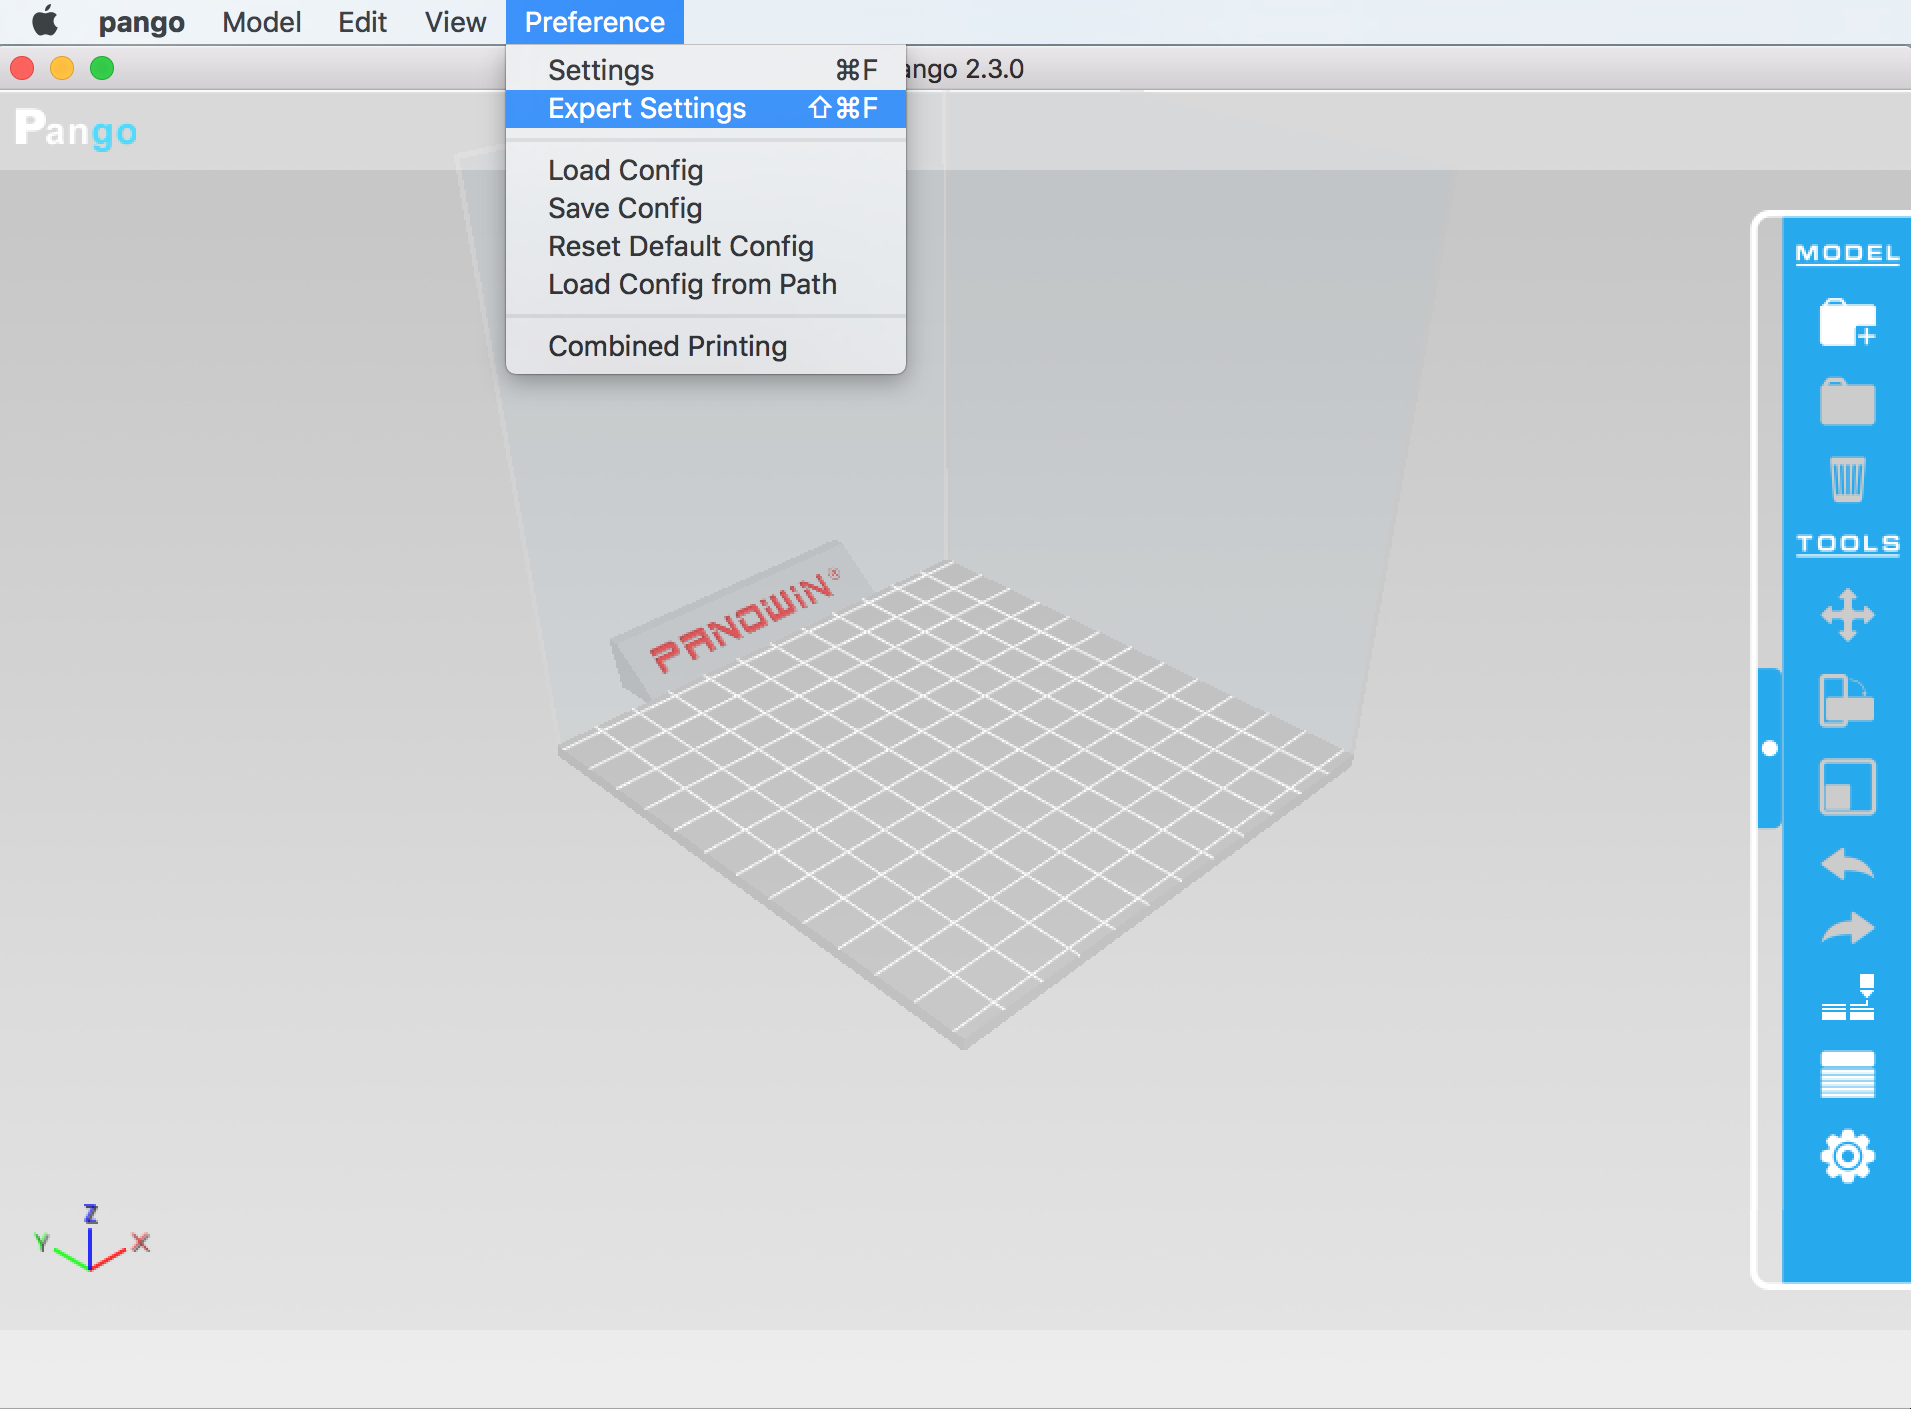 pango Model Edit View Preference
Settings ⌘F
ango 2.3.0
Expert Settings ⇧⌘F
Pango
Load Config
Save Config
Reset Default Config
Load Config from Path
Combined Printing
MODEL
TOOLS
PANOWIN®
Z
Y X